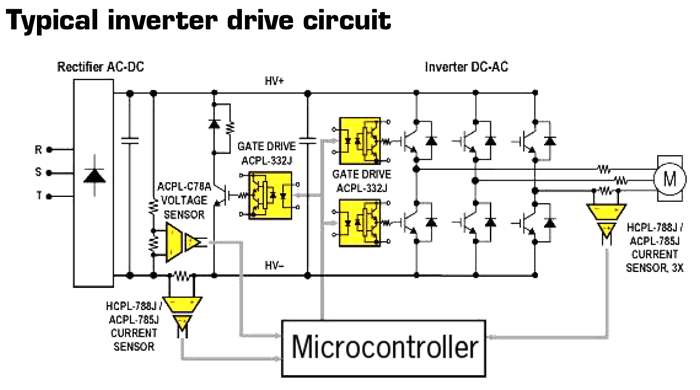 Typical inverter drive circuit
Rectifier AC-DC
HV+
Inverter DC-AC
R
S
T
GATE DRIVE
ACPL-332J
GATE DRIVE
ACPL-332J
ACPL-C78A
VOLTAGE
SENSOR
M
HCPL-788J /
ACPL-785J
CURRENT
SENSOR, 3X
HV-
HCPL-788J /
ACPL-785J
CURRENT
SENSOR
Microcontroller